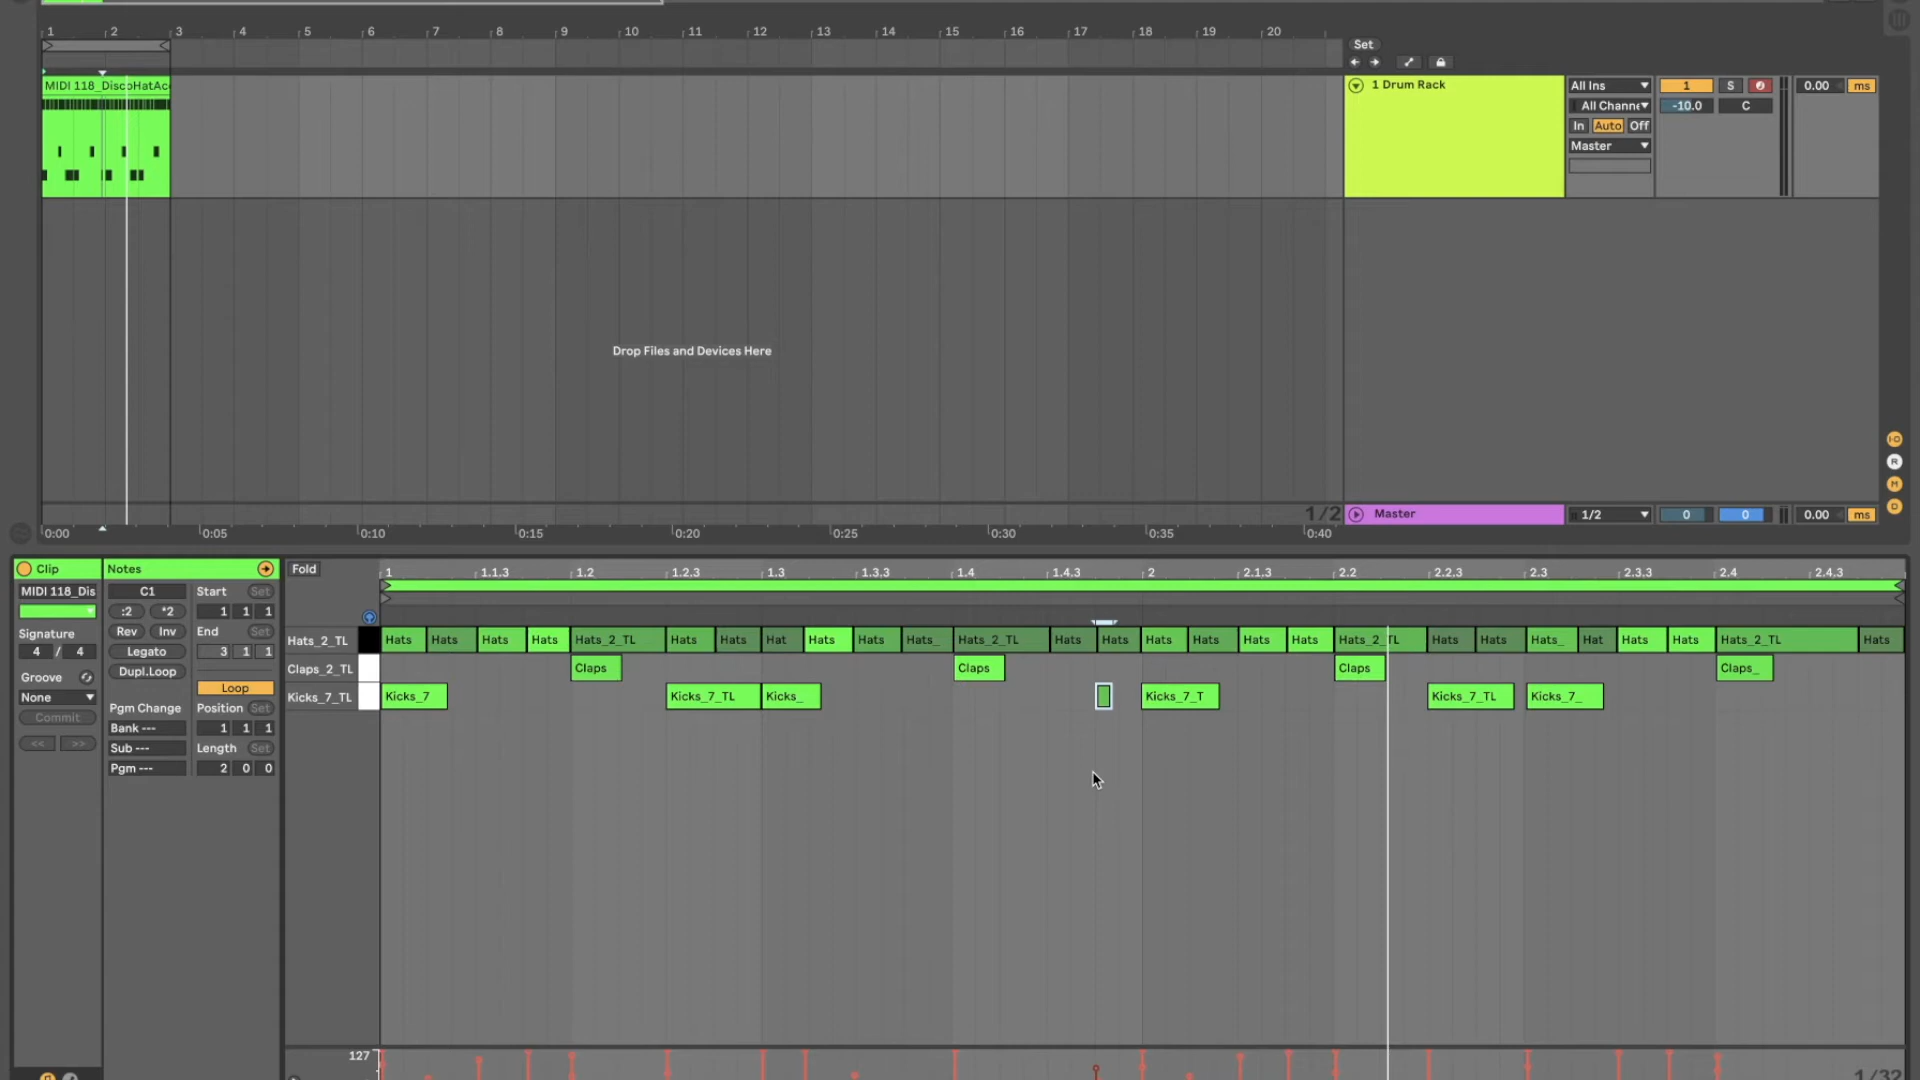 1 2 3 4 5 6 7 8 9 10 11 12 13 14 15 16 17 18 19 20
Set
MIDI 118_DiscoHatAc
1 Drum Rack
All Ins 1 S 0.00 ms
All Channe -10.0 C
In Auto Off
Master
Drop Files and Devices Here
I·O
R
M
D
1/2 Master 1/2 0 0 0.00 ms
0:00 0:05 0:10 0:15 0:20 0:25 0:30 0:35 0:40
Clip Notes Fold
1 1.1.3 1.2 1.2.3 1.3 1.3.3 1.4 1.4.3 2 2.1.3 2.2 2.2.3 2.3 2.3.3 2.4 2.4.3
MIDI 118_Dis C1 Start Set
:2 *2 1 1 1
Signature Rev Inv End Set
4 / 4 Legato 3 1 1
Groove Dupl.Loop
None Loop
Commit Pgm Change Position Set
<< >> Bank --- 1 1 1
Sub --- Length Set
Pgm --- 2 0 0
Hats_2_TL Hats Hats Hats Hats Hats_2_TL Hats Hats Hat Hats Hats Hats_ Hats_2_TL Hats Hats Hats Hats Hats Hats Hats_2_TL Hats Hats Hats_ Hat Hats Hats Hats_2_TL Hats
Claps_2_TL Claps Claps Claps Claps_
Kicks_7_TL Kicks_7 Kicks_7_TL Kicks_ Kicks_7_T Kicks_7_TL Kicks_7_
127
1/32